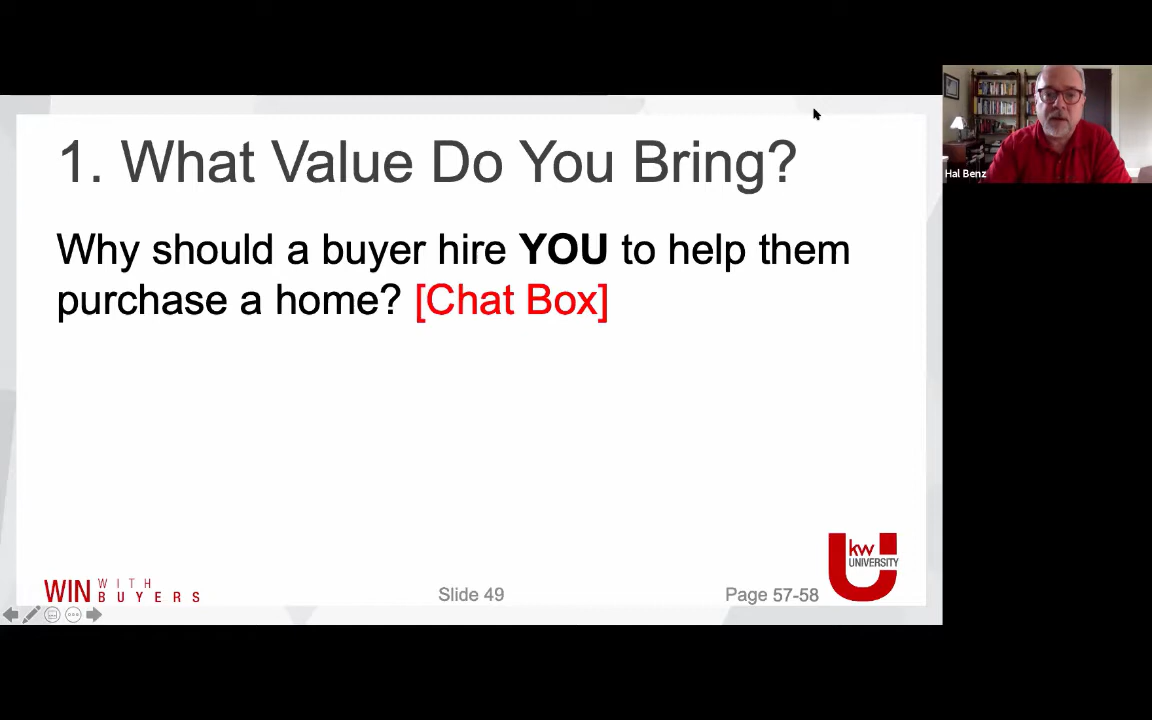 1. What Value Do You Bring?
Why should a buyer hire YOU to help them
purchase a home? [Chat Box]
Hal Benz
kw
UNIVERSITY
WIN WITH
BUYERS
Slide 49
Page 57-58